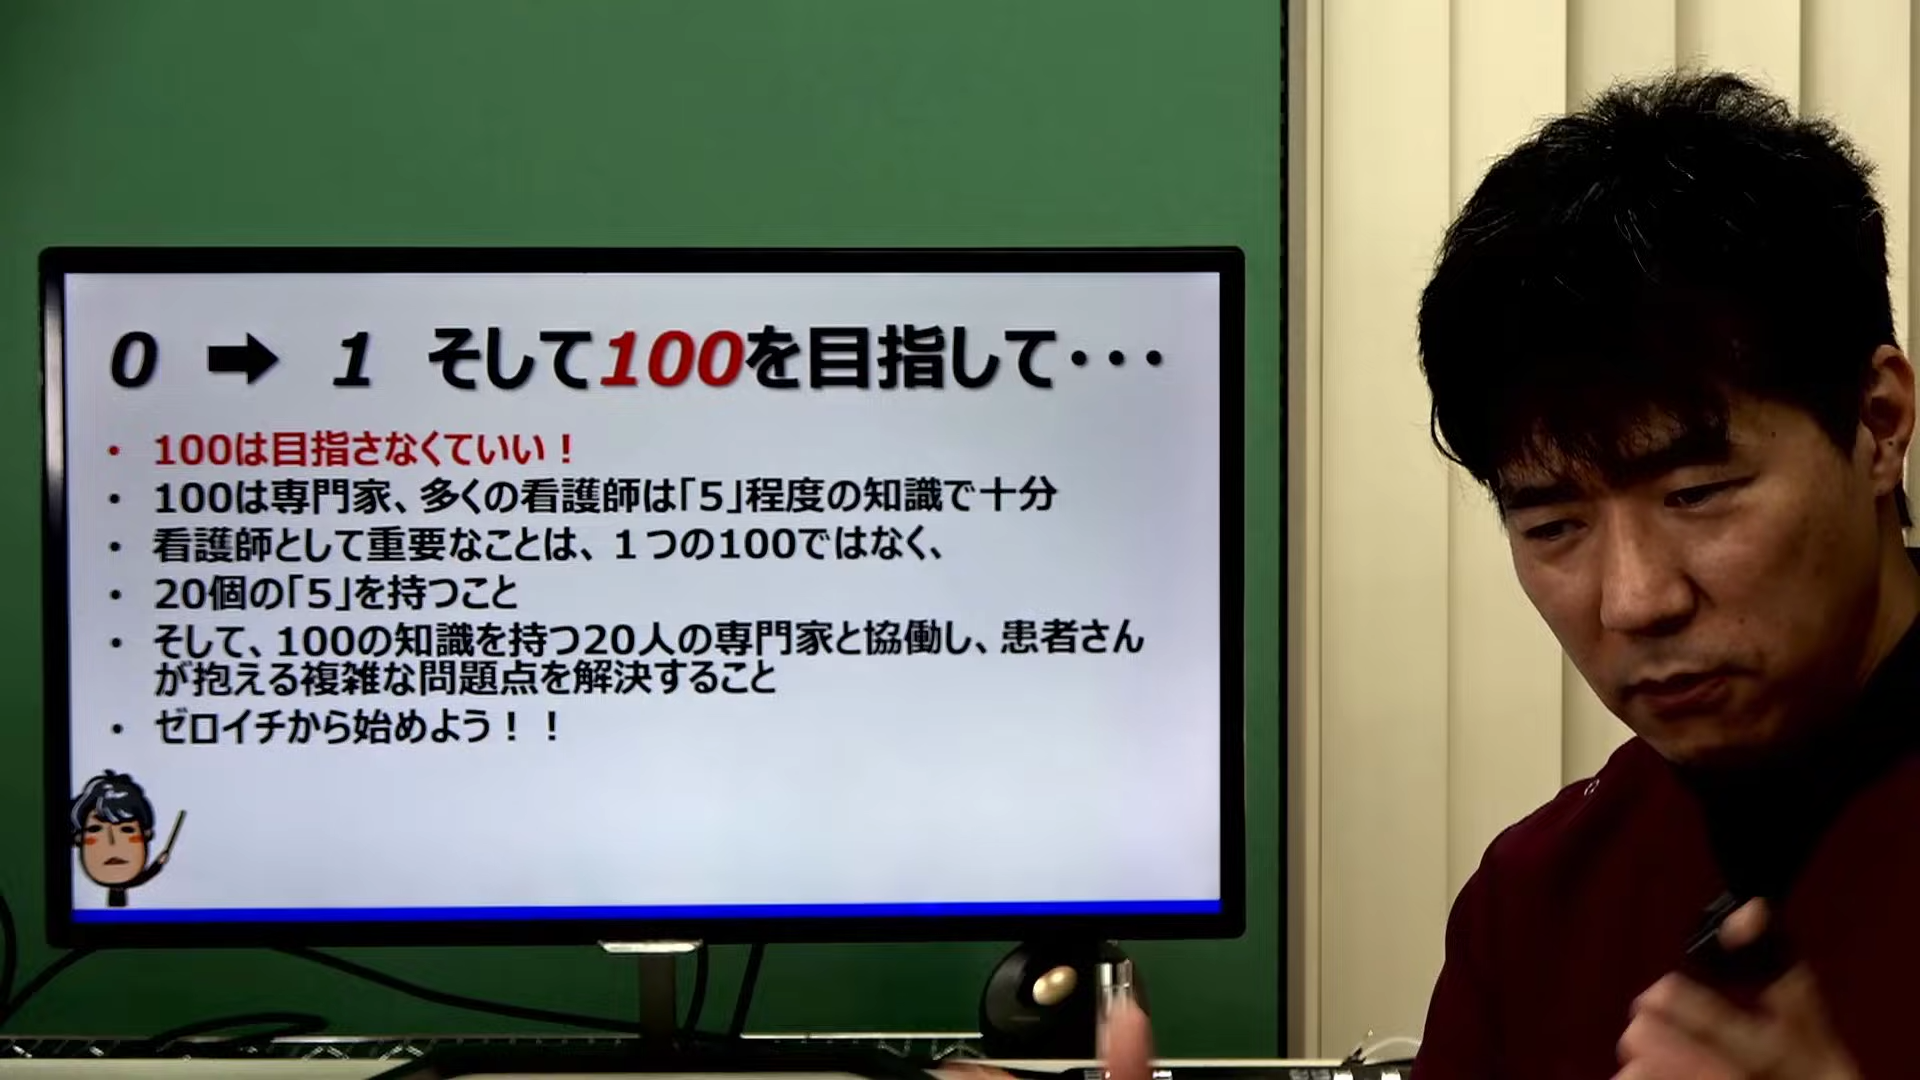 0 ➡ 1 そして100を目指して・・・
• 100は目指さなくていい！
• 100は専門家、多くの看護師は「5」程度の知識で十分
• 看護師として重要なことは、１つの100ではなく、
• 20個の「5」を持つこと
• そして、100の知識を持つ20人の専門家と協働し、患者さん
が抱える複雑な問題点を解決すること
• ゼロイチから始めよう！！